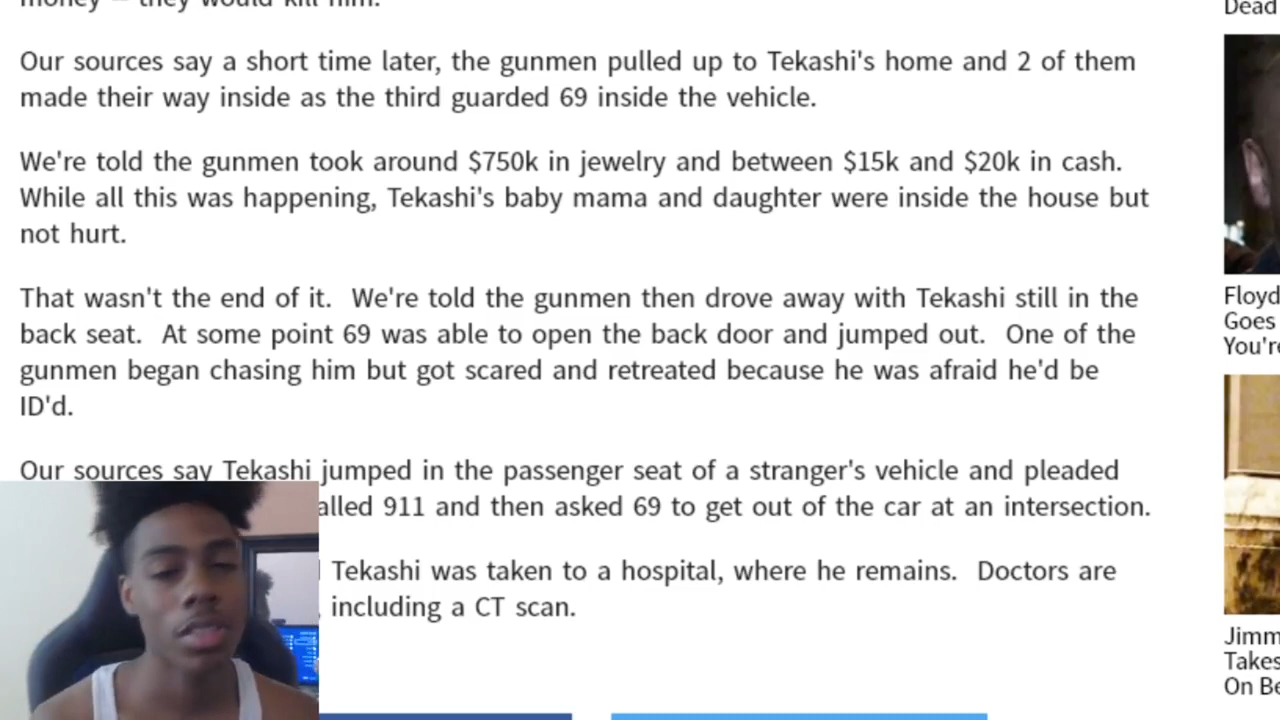 money – they would kill him.
Our sources say a short time later, the gunmen pulled up to Tekashi's home and 2 of them
made their way inside as the third guarded 69 inside the vehicle.
We're told the gunmen took around $750k in jewelry and between $15k and $20k in cash.
While all this was happening, Tekashi's baby mama and daughter were inside the house but
not hurt.
That wasn't the end of it. We're told the gunmen then drove away with Tekashi still in the
back seat. At some point 69 was able to open the back door and jumped out. One of the
gunmen began chasing him but got scared and retreated because he was afraid he'd be
ID'd.
Our sources say Tekashi jumped in the passenger seat of a stranger's vehicle and pleaded
alled 911 and then asked 69 to get out of the car at an intersection.
Tekashi was taken to a hospital, where he remains. Doctors are
, including a CT scan.
Dead
Floyd
Goes
You're
Jimm
Takes
On Be